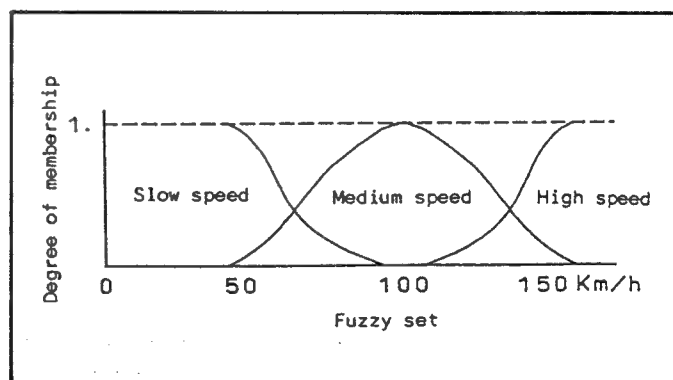 Degree of membership
1.
Slow speed
Medium speed
High speed
0 50 100 150 Km/h
Fuzzy set